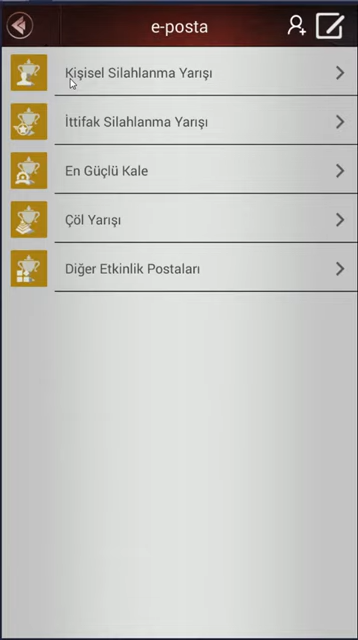 e-posta
Kişisel Silahlanma Yarışı
İttifak Silahlanma Yarışı
En Güçlü Kale
Çöl Yarışı
Diğer Etkinlik Postaları